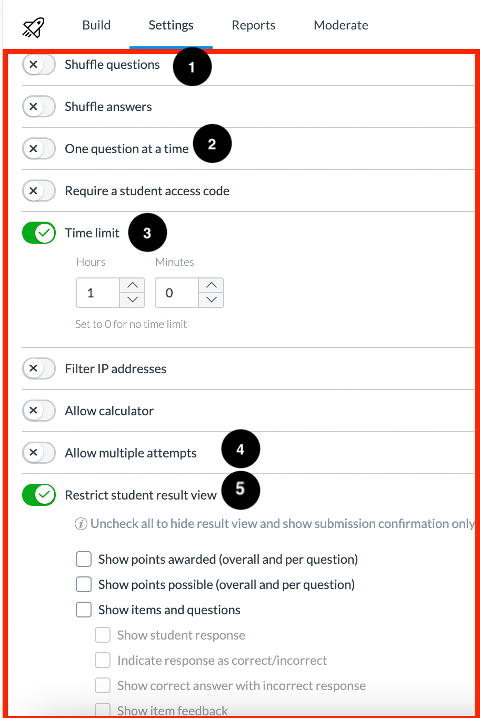 Build Settings Reports Moderate
Shuffle questions 1
Shuffle answers
One question at a time 2
Require a student access code
Time limit 3
Hours Minutes
1 0
Set to 0 for no time limit
Filter IP addresses
Allow calculator
Allow multiple attempts 4
Restrict student result view 5
Uncheck all to hide result view and show submission confirmation only
Show points awarded (overall and per question)
Show points possible (overall and per question)
Show items and questions
Show student response
Indicate response as correct/incorrect
Show correct answer with incorrect response
Show item feedback